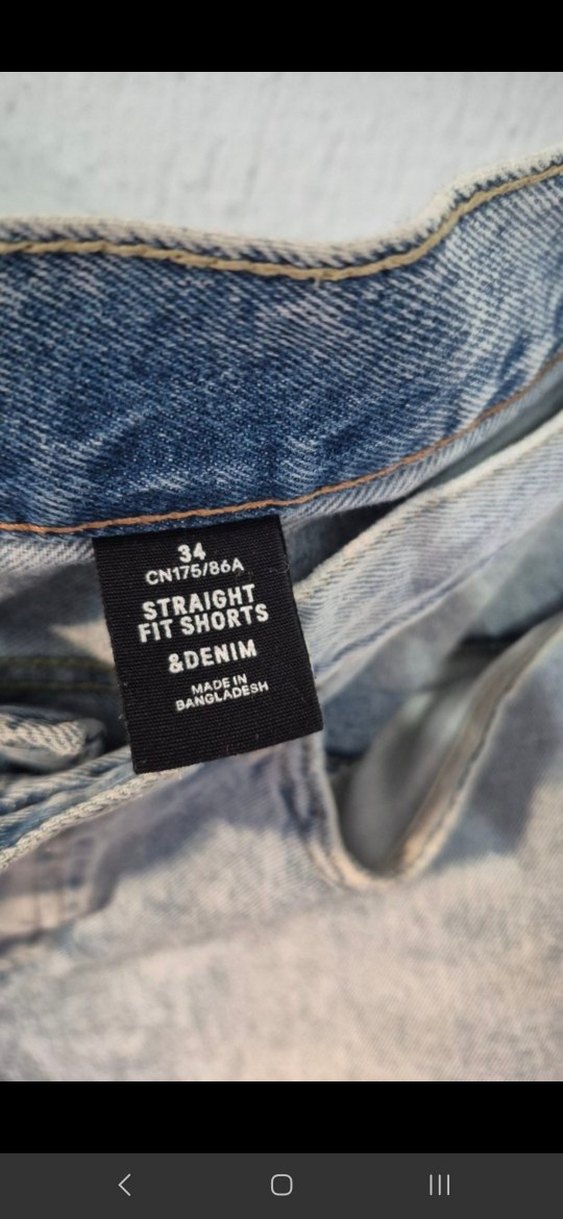 34
CN175/86A
STRAIGHT
FIT SHORTS
&DENIM
MADE IN
BANGLADESH